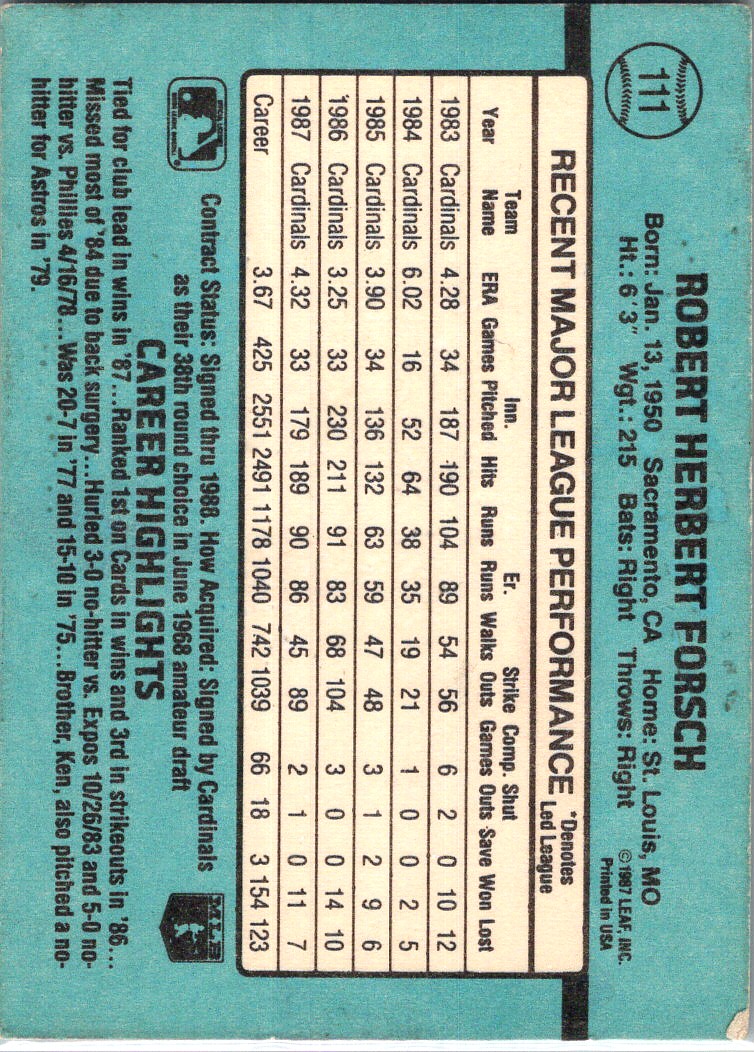 111
ROBERT HERBERT FORSCH
Born: Jan. 13, 1950 Sacramento, CA Home: St. Louis, MO
Ht.: 6'3" Wgt.: 215 Bats: Right Throws: Right
©1987 LEAF, INC.
Printed in USA
RECENT MAJOR LEAGUE PERFORMANCE *Denotes Led League
Year Team Name ERA Games Inn. Pitched Hits Runs Er. Runs Walks Strike Outs Comp. Games Shut Outs Save Won Lost
1983 Cardinals 4.28 34 187 190 104 89 54 56 6 2 0 10 12
1984 Cardinals 6.02 16 52 64 38 35 19 21 1 0 0 2 5
1985 Cardinals 3.90 34 136 132 63 59 47 48 3 1 2 9 6
1986 Cardinals 3.25 33 230 211 91 83 68 104 3 0 0 14 10
1987 Cardinals 4.32 33 179 189 90 86 45 89 2 1 0 11 7
Career 3.67 425 2551 2491 1178 1040 742 1039 66 18 3 154 123
Contract Status: Signed thru 1988. How Acquired: Signed by Cardinals
as their 38th round choice in June 1968 amateur draft
MLB
CAREER HIGHLIGHTS
Tied for club lead in wins in '87...Ranked 1st on Cards in wins and 3rd in strikeouts in '86...
Missed most of '84 due to back surgery...Hurled 3-0 no-hitter vs. Expos 10/26/83 and 5-0 no-
hitter vs. Phillies 4/16/78...Was 20-7 in '77 and 15-10 in '75...Brother, Ken, also pitched a no-
hitter for Astros in '79.